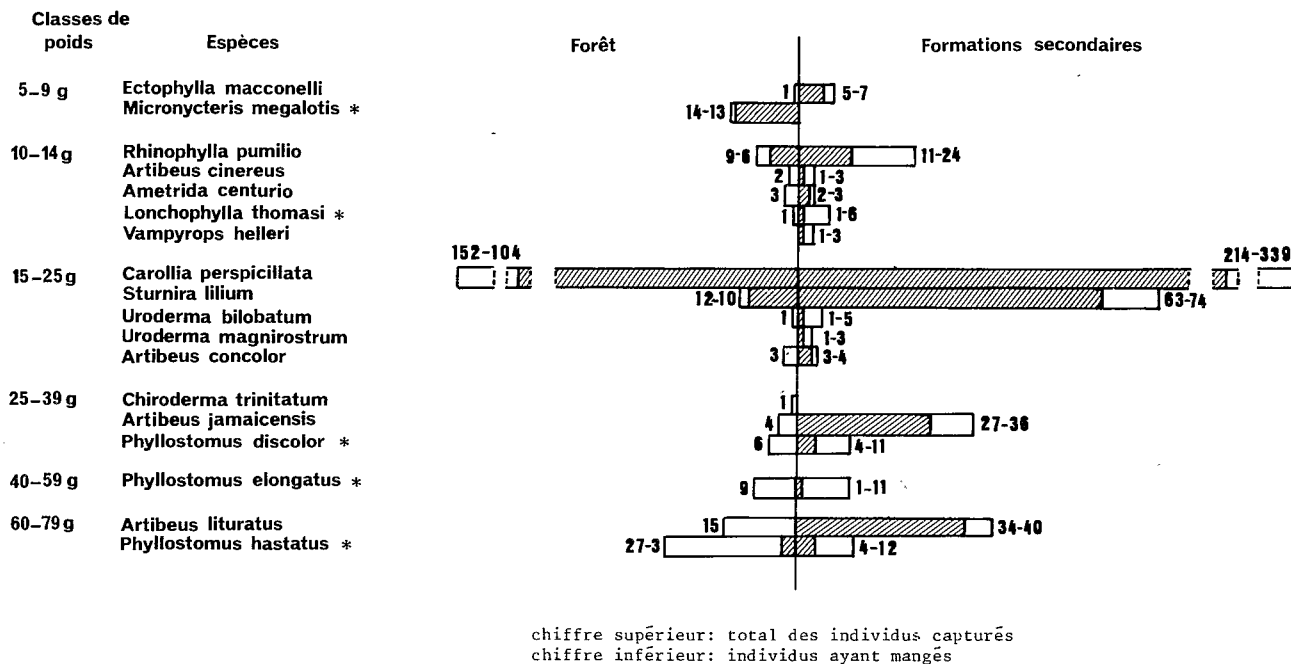 Classes de poids Espèces Forêt Formations secondaires
5–9 g Ectophylla macconelli 1 5-7
Micronycteris megalotis * 14-13
10–14 g Rhinophylla pumilio 9-6 11-24
Artibeus cinereus 2 1-3
Ametrida centurio 3 2-3
Lonchophylla thomasi * 1 1-6
Vampyrops helleri 1-3
152-104 214-339
15–25 g Carollia perspicillata
Sturnira lilium 12-10 63-74
Uroderma bilobatum 1 1-5
Uroderma magnirostrum 1-3
Artibeus concolor 3 3-4
25–39 g Chiroderma trinitatum 1
Artibeus jamaicensis 4 27-36
Phyllostomus discolor * 6 4-11
40–59 g Phyllostomus elongatus * 9 1-11
60–79 g Artibeus lituratus 15 34-40
Phyllostomus hastatus * 27-3 4-12
chiffre supérieur: total des individus capturés
chiffre inférieur: individus ayant mangés